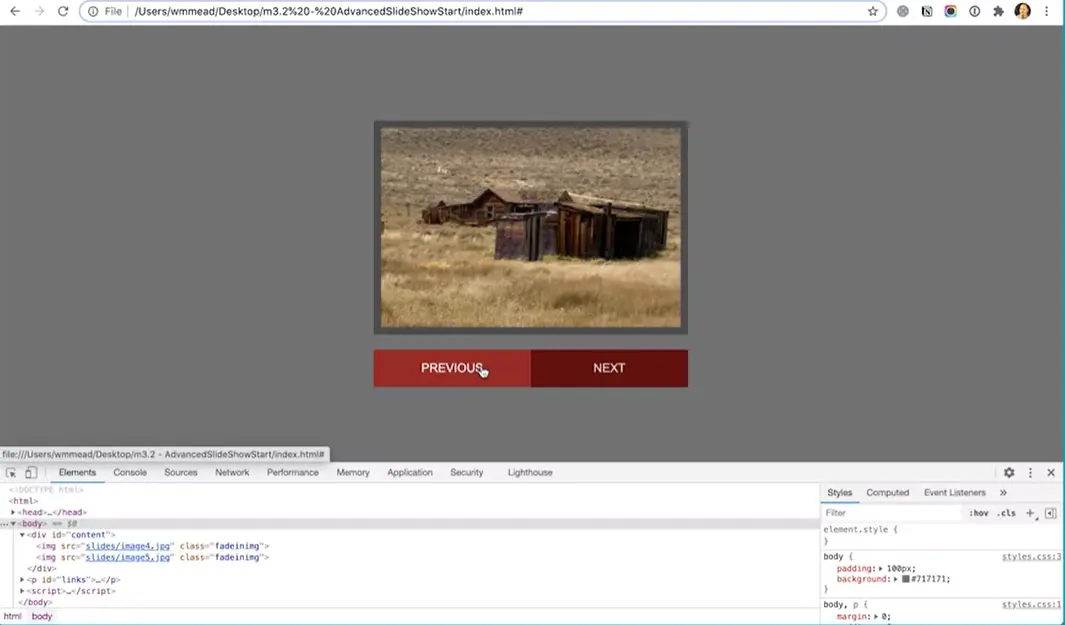 File | /Users/wmmead/Desktop/m3.2%20-%20AdvancedSlideShowStart/index.html#
PREVIOUS NEXT
file:///Users/wmmead/Desktop/m3.2 - AdvancedSlideShowStart/index.html#
Elements Console Sources Network Performance Memory Application Security Lighthouse
<!DOCTYPE html>
<html>
▶<head>…</head>
…▼<body> == $0
▼<div id="content">
<img src="slides/image4.jpg" class="fadeinimg">
<img src="slides/image5.jpg" class="fadeinimg">
</div>
▶<p id="links">…</p>
▶<script>…</script>
</body>
html body
Styles Computed Event Listeners »
Filter :hov .cls +
element.style {
}
body { styles.css:3
padding:▶ 100px;
background:▶ #717171;
}
body, p { styles.css:1
margin:▶ 0;